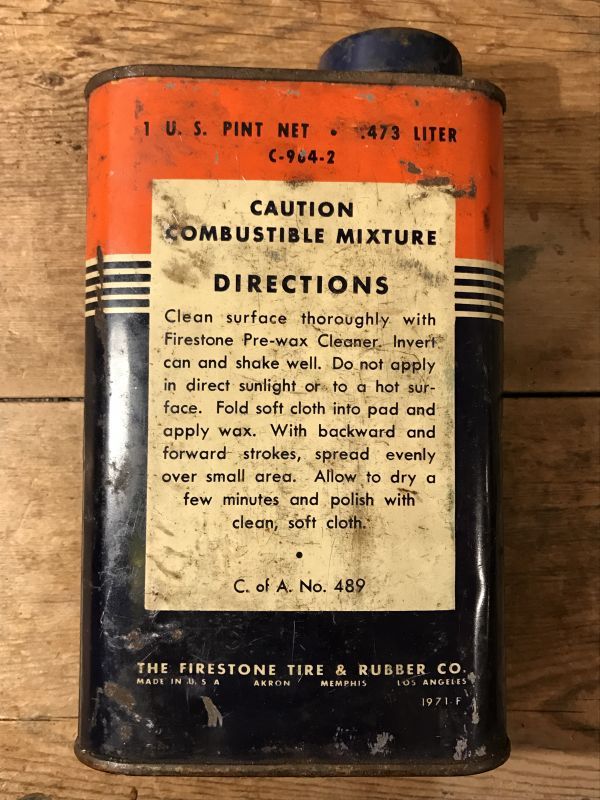 1 U. S. PINT NET • .473 LITER
C-964-2
CAUTION
COMBUSTIBLE MIXTURE
DIRECTIONS
Clean surface thoroughly with
Firestone Pre-wax Cleaner. Invert
can and shake well. Do not apply
in direct sunlight or to a hot sur-
face. Fold soft cloth into pad and
apply wax. With backward and
forward strokes, spread evenly
over small area. Allow to dry a
few minutes and polish with
clean, soft cloth.
•
C. of A. No. 489
THE FIRESTONE TIRE & RUBBER CO.
MADE IN U.S A AKRON MEMPHIS LOS ANGELES
1971-F